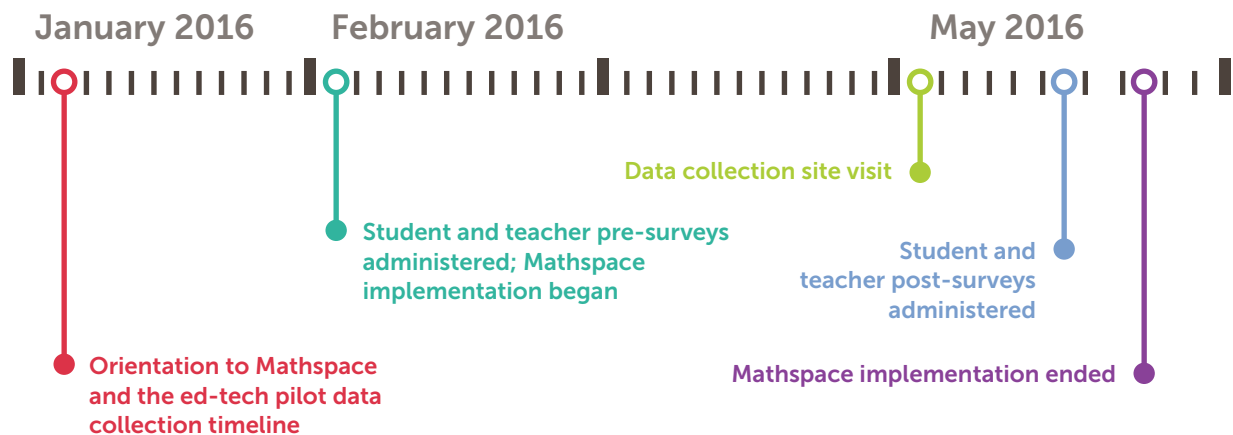 January 2016
February 2016
May 2016
Data collection site visit
Student and teacher pre-surveys
administered; Mathspace
implementation began
Student and
teacher post-surveys
administered
Orientation to Mathspace
and the ed-tech pilot data
collection timeline
Mathspace implementation ended